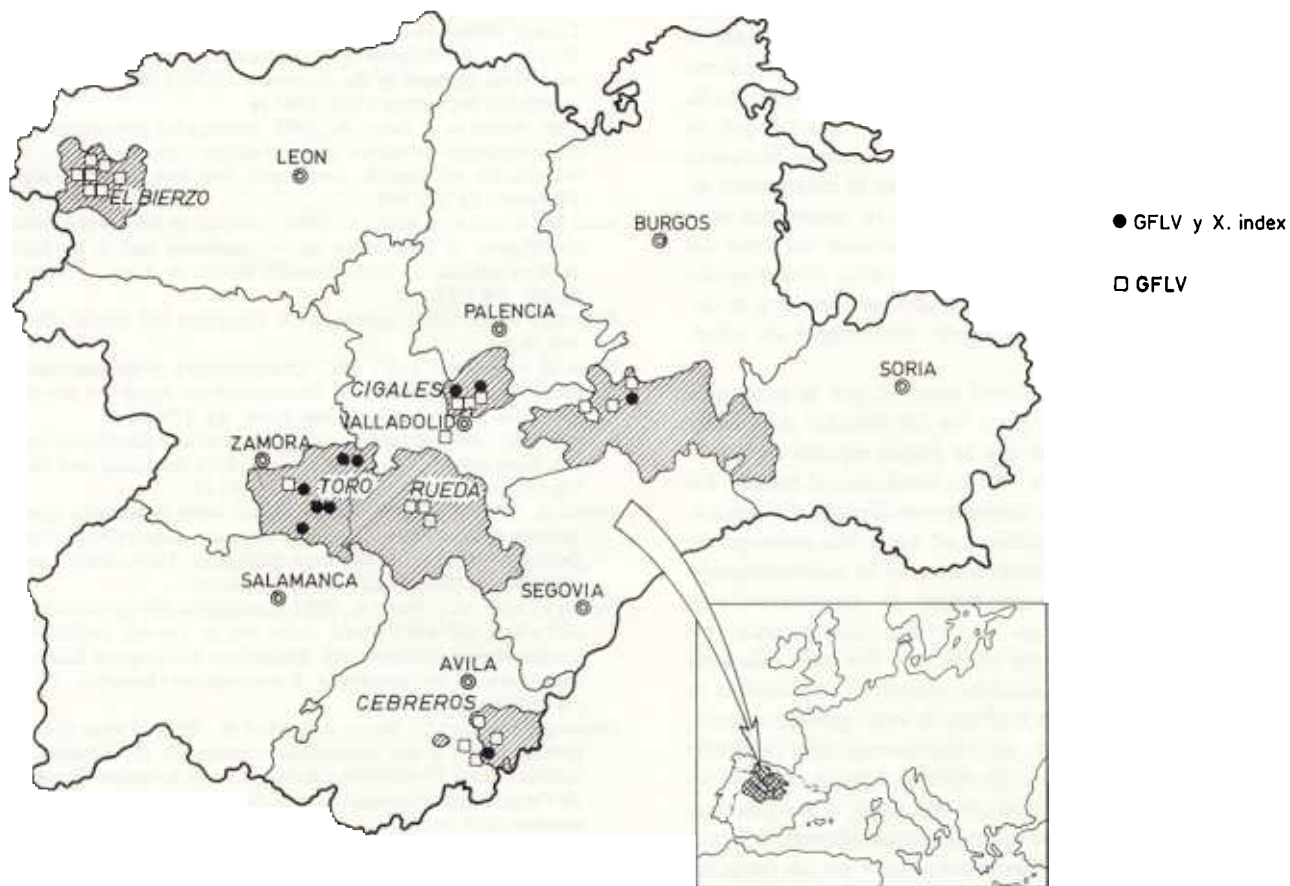 LEON
EL BIERZO
BURGOS
● GFLV y X. index
□ GFLV
PALENCIA
SORIA
CIGALES
VALLADOLID
ZAMORA
TORO
RUEDA
SALAMANCA
SEGOVIA
AVILA
CEBREROS